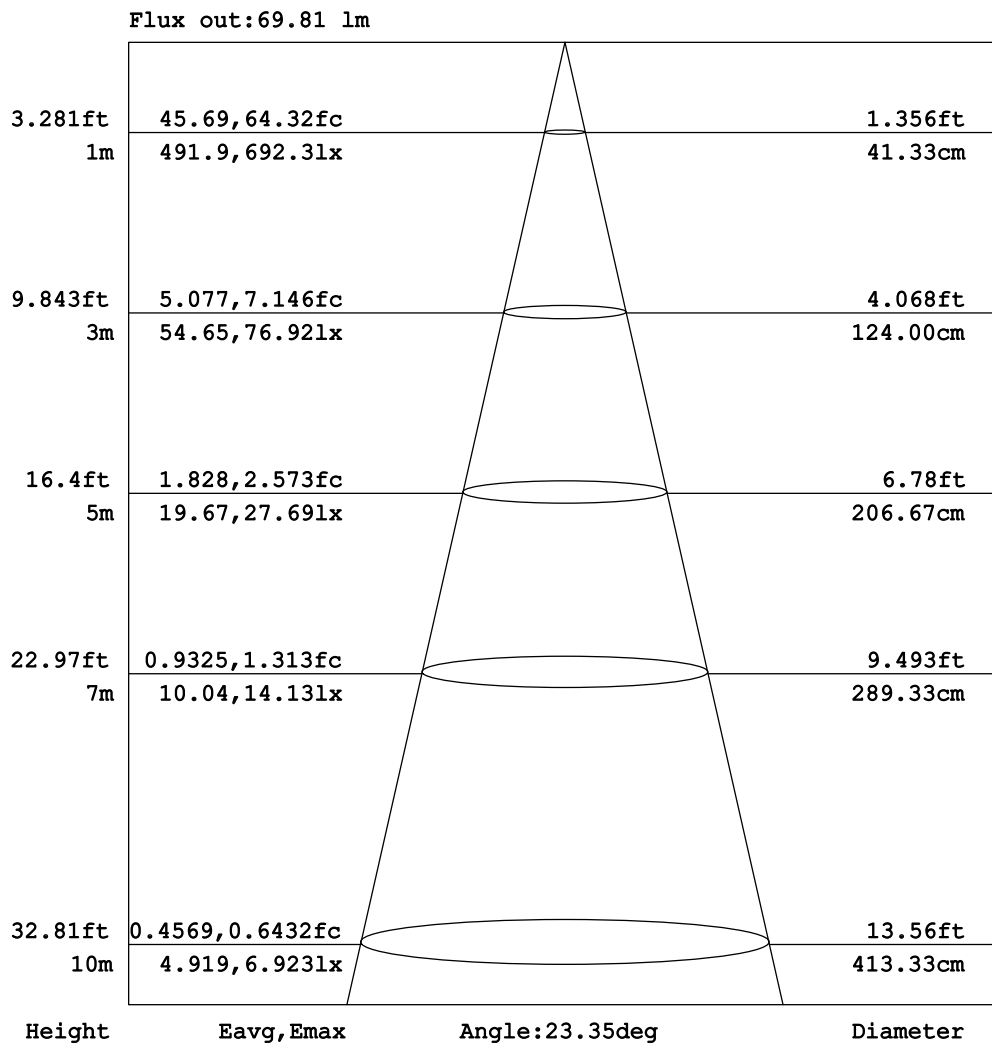 Flux out:69.81 lm
3.281ft 45.69,64.32fc 1.356ft
1m 491.9,692.3lx 41.33cm
9.843ft 5.077,7.146fc 4.068ft
3m 54.65,76.92lx 124.00cm
16.4ft 1.828,2.573fc 6.78ft
5m 19.67,27.69lx 206.67cm
22.97ft 0.9325,1.313fc 9.493ft
7m 10.04,14.13lx 289.33cm
32.81ft 0.4569,0.6432fc 13.56ft
10m 4.919,6.923lx 413.33cm
Height Eavg,Emax Angle:23.35deg Diameter